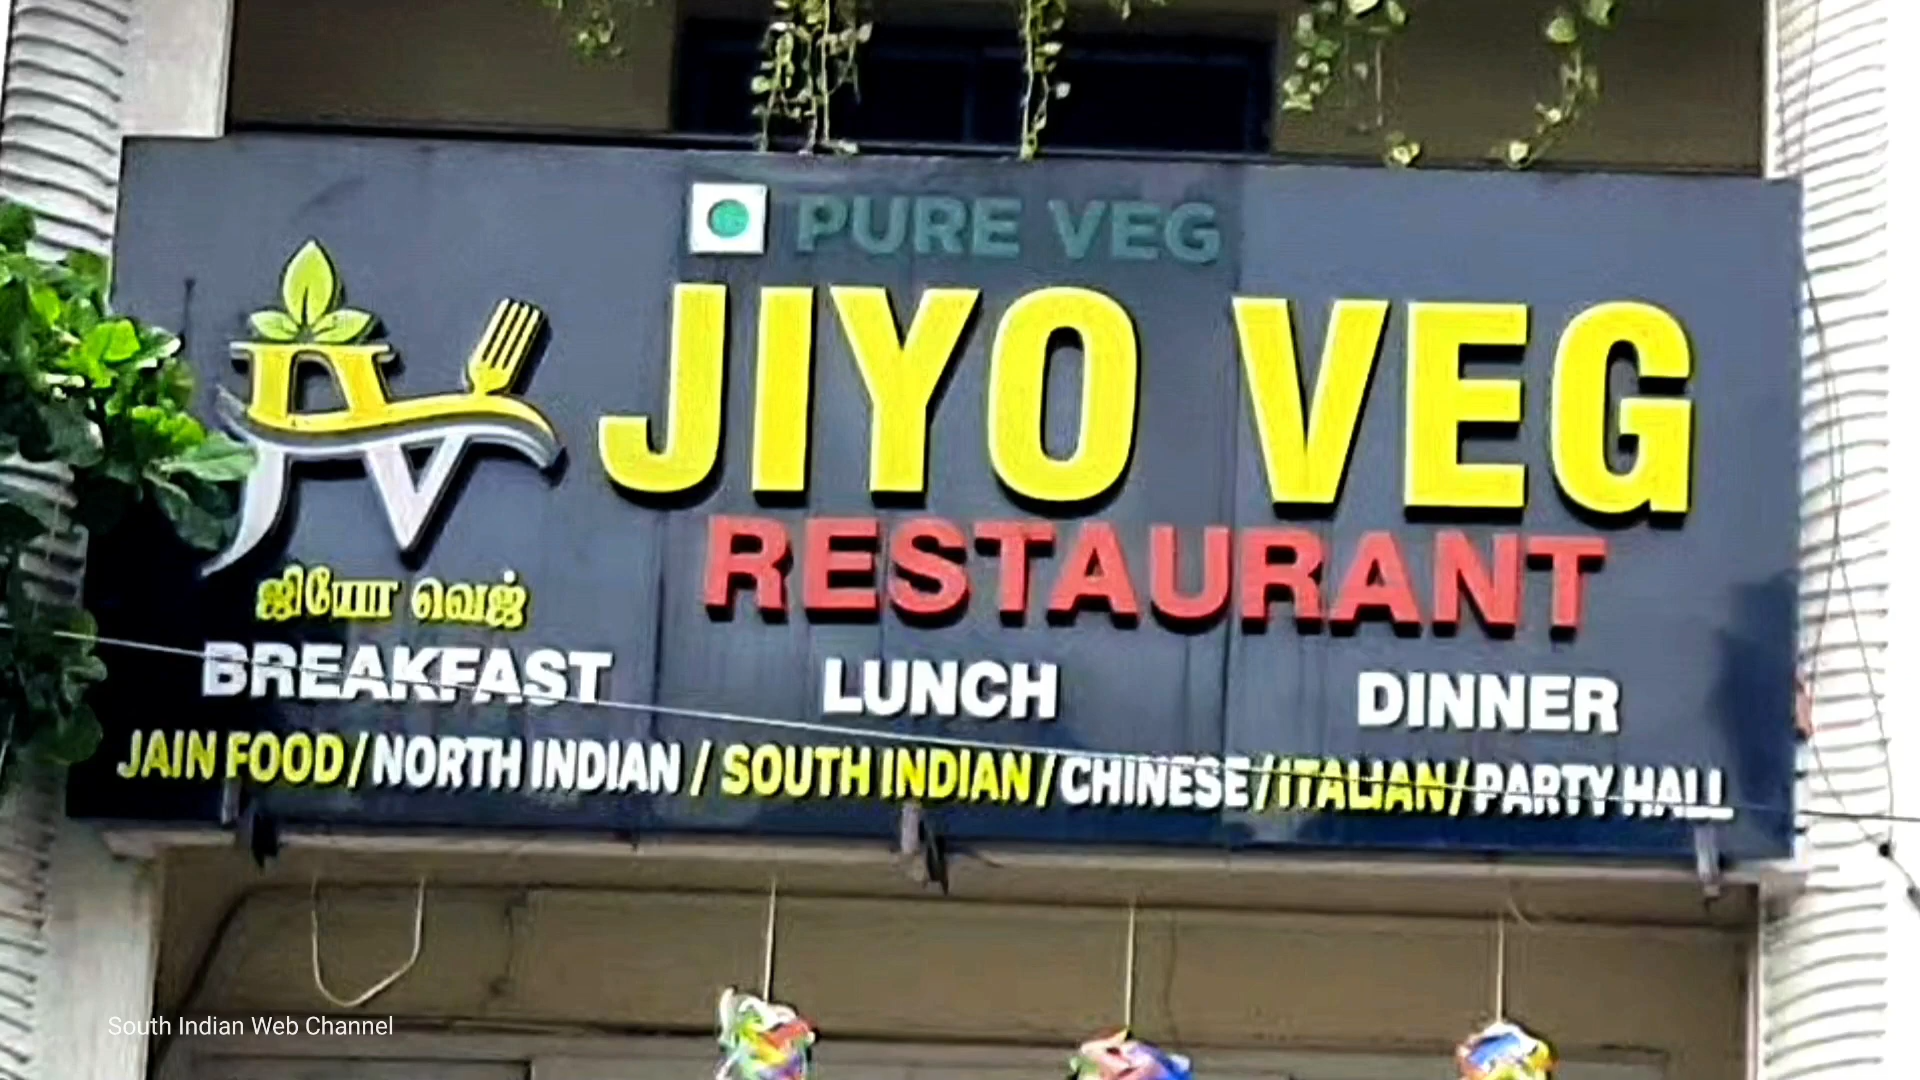 PURE VEG
JIYO VEG
RESTAURANT
JV
ஜியோ வெஜ்
BREAKFAST LUNCH DINNER
JAIN FOOD / NORTH INDIAN / SOUTH INDIAN / CHINESE / ITALIAN / PARTY HALL
South Indian Web Channel